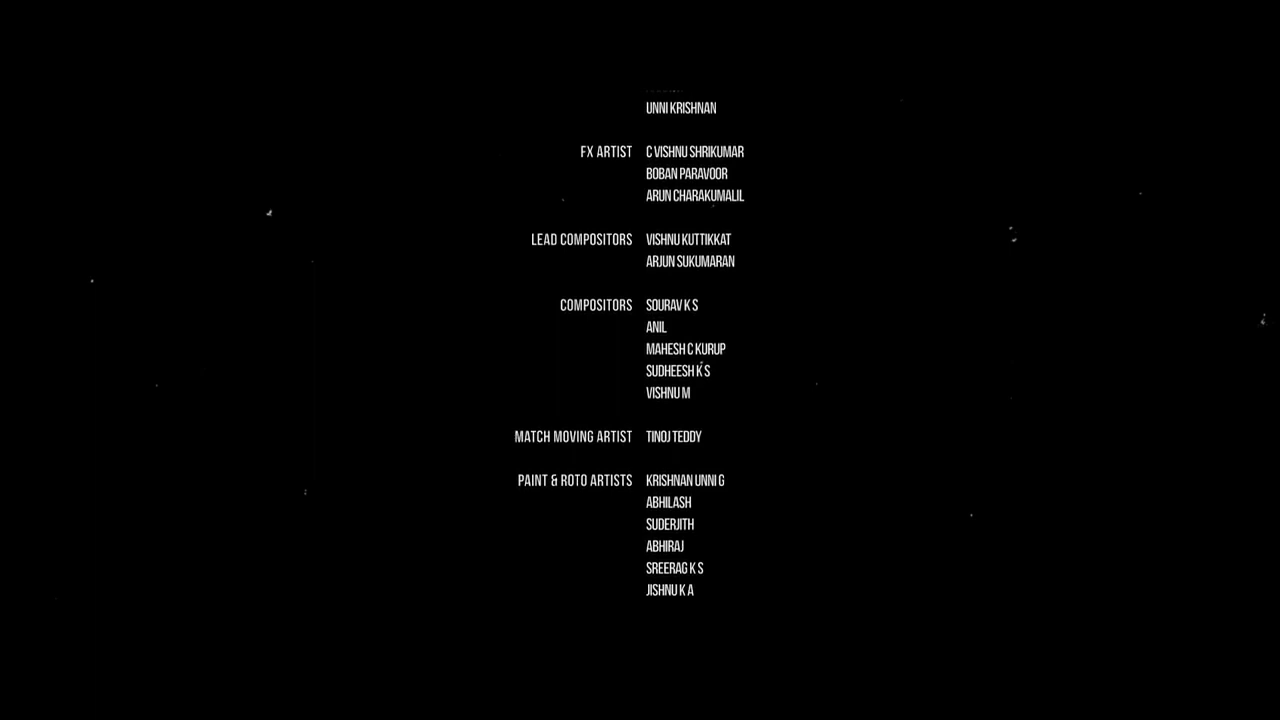 UNNI KRISHNAN
FX ARTIST C VISHNU SHRIKUMAR
BOBAN PARAVOOR
ARUN CHARAKUMALIL
LEAD COMPOSITORS VISHNU KUTTIKKAT
ARJUN SUKUMARAN
COMPOSITORS SOURAV K S
ANIL
MAHESH C KURUP
SUDHEESH K S
VISHNU M
MATCH MOVING ARTIST TINOJ TEDDY
PAINT & ROTO ARTISTS KRISHNAN UNNI G
ABHILASH
SUDERJITH
ABHIRAJ
SREERAG K S
JISHNU K A